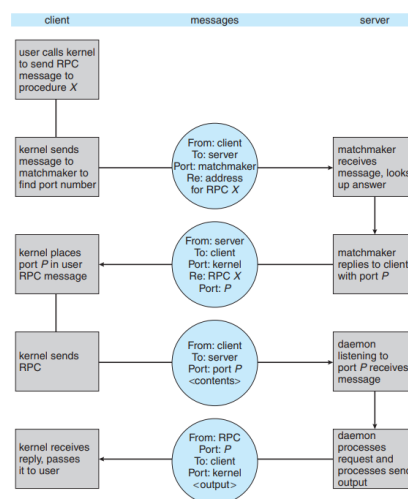 client
messages
server
user calls kernel
to send RPC
message to
procedure X
kernel sends
message to
matchmaker to
find port number
From: client
To: server
Port: matchmaker
Re: address
for RPC X
matchmaker
receives
message, looks
up answer
kernel places
port P in user
RPC message
From: server
To: client
Port: kernel
Re: RPC X
Port: P
matchmaker
replies to client
with port P
kernel sends
RPC
From: client
To: server
Port: port P
<contents>
daemon
listening to
port P receives
message
kernel receives
reply, passes
it to user
From: RPC
Port: P
To: client
Port: kernel
<output>
daemon
processes
request and
processes send
output